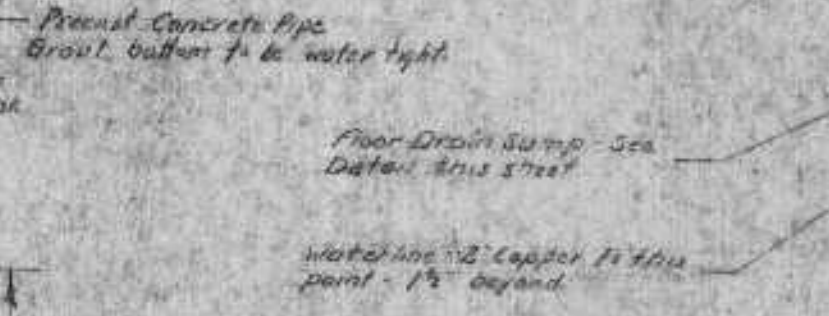 Precast Concrete Pipe
Grout bottom to be water tight.
Floor Drain Sump - See
Detail this sheet
Waterline - 2" Copper to this
point - 1½" beyond